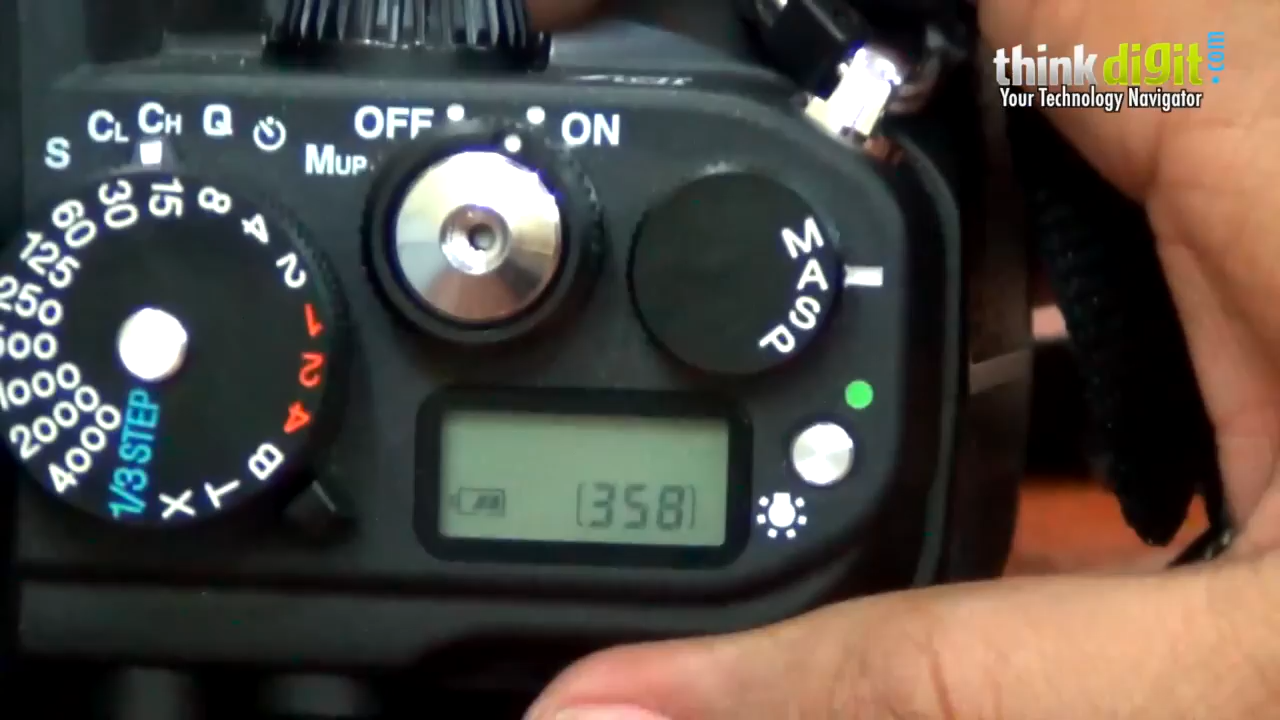 thinkdigit.com
Your Technology Navigator
S CL CH Q
MUP
OFF ON
30 15 8 4 2 1 2 4 B T X 1/3 STEP 4000 2000 1000 500 250 125 60
M
A
S
P
[358]